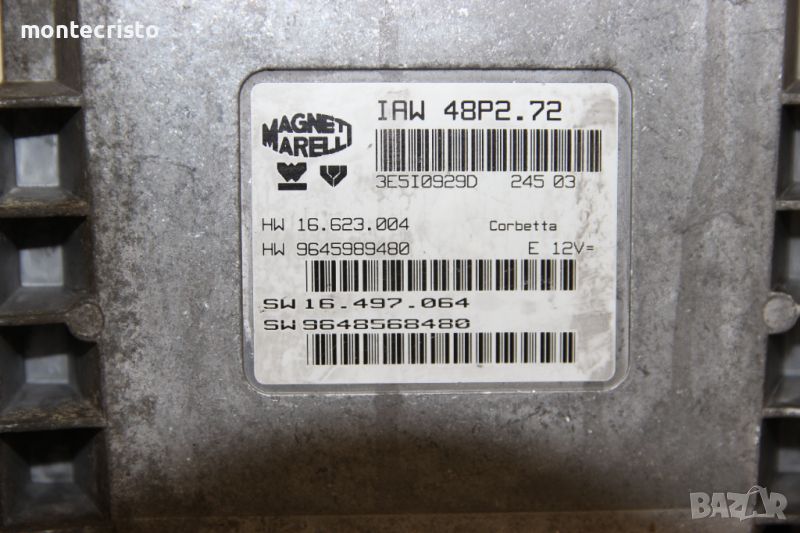 montecristo
IAW 48P2.72
MAGNETI
MARELLI
3E5I0929D 245 03
HW 16.623.004 Corbetta
HW 9645989480 E 12V=
SW 16.497.064
SW 9648568480
BAZAR